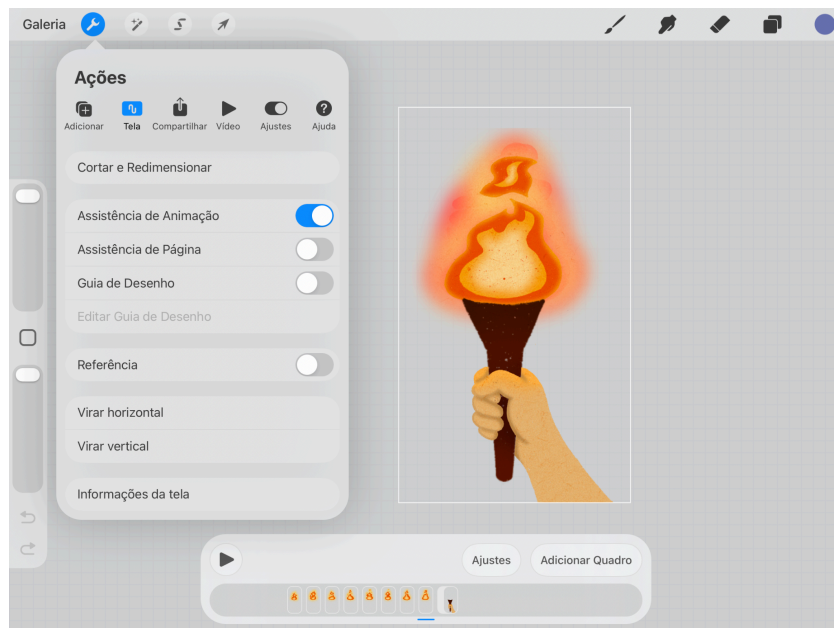 Galeria
Ações
Adicionar Tela Compartilhar Vídeo Ajustes Ajuda
Cortar e Redimensionar
Assistência de Animação
Assistência de Página
Guia de Desenho
Editar Guia de Desenho
Referência
Virar horizontal
Virar vertical
Informações da tela
Ajustes Adicionar Quadro